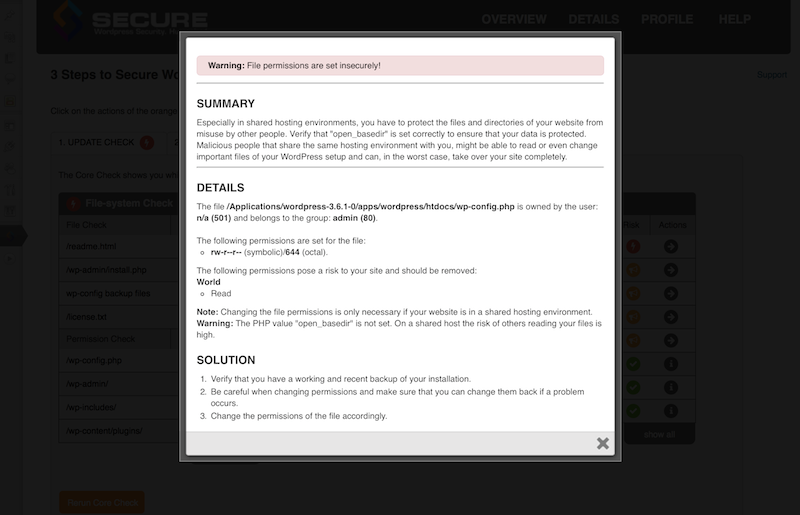 SECURE
Wordpress Security.
OVERVIEW DETAILS PROFILE HELP
3 Steps to Secure
Support
Click on the actions of the orange
1. UPDATE CHECK
The Core Check shows you
File-system Check
File Check
Risk Actions
/readme.html
/wp-admin/install.php
wp-config backup files
/license.txt
Permission Check
/wp-config.php
/wp-admin/
/wp-includes/
/wp-content/plugins/
show all
Warning: File permissions are set insecurely!
SUMMARY
Especially in shared hosting environments, you have to protect the files and directories of your website from
misuse by other people. Verify that "open_basedir" is set correctly to ensure that your data is protected.
Malicious people that share the same hosting environment with you, might be able to read or even change
important files of your WordPress setup and can, in the worst case, take over your site completely.
DETAILS
The file /Applications/wordpress-3.6.1-0/apps/wordpress/htdocs/wp-config.php is owned by the user:
n/a (501) and belongs to the group: admin (80).
The following permissions are set for the file:
rw-r--r-- (symbolic)/644 (octal).
The following permissions pose a risk to your site and should be removed:
World
Read
Note: Changing the file permissions is only necessary if your website is in a shared hosting environment.
Warning: The PHP value "open_basedir" is not set. On a shared host the risk of others reading your files is
high.
SOLUTION
1. Verify that you have a working and recent backup of your installation.
2. Be careful when changing permissions and make sure that you can change them back if a problem
occurs.
3. Change the permissions of the file accordingly.